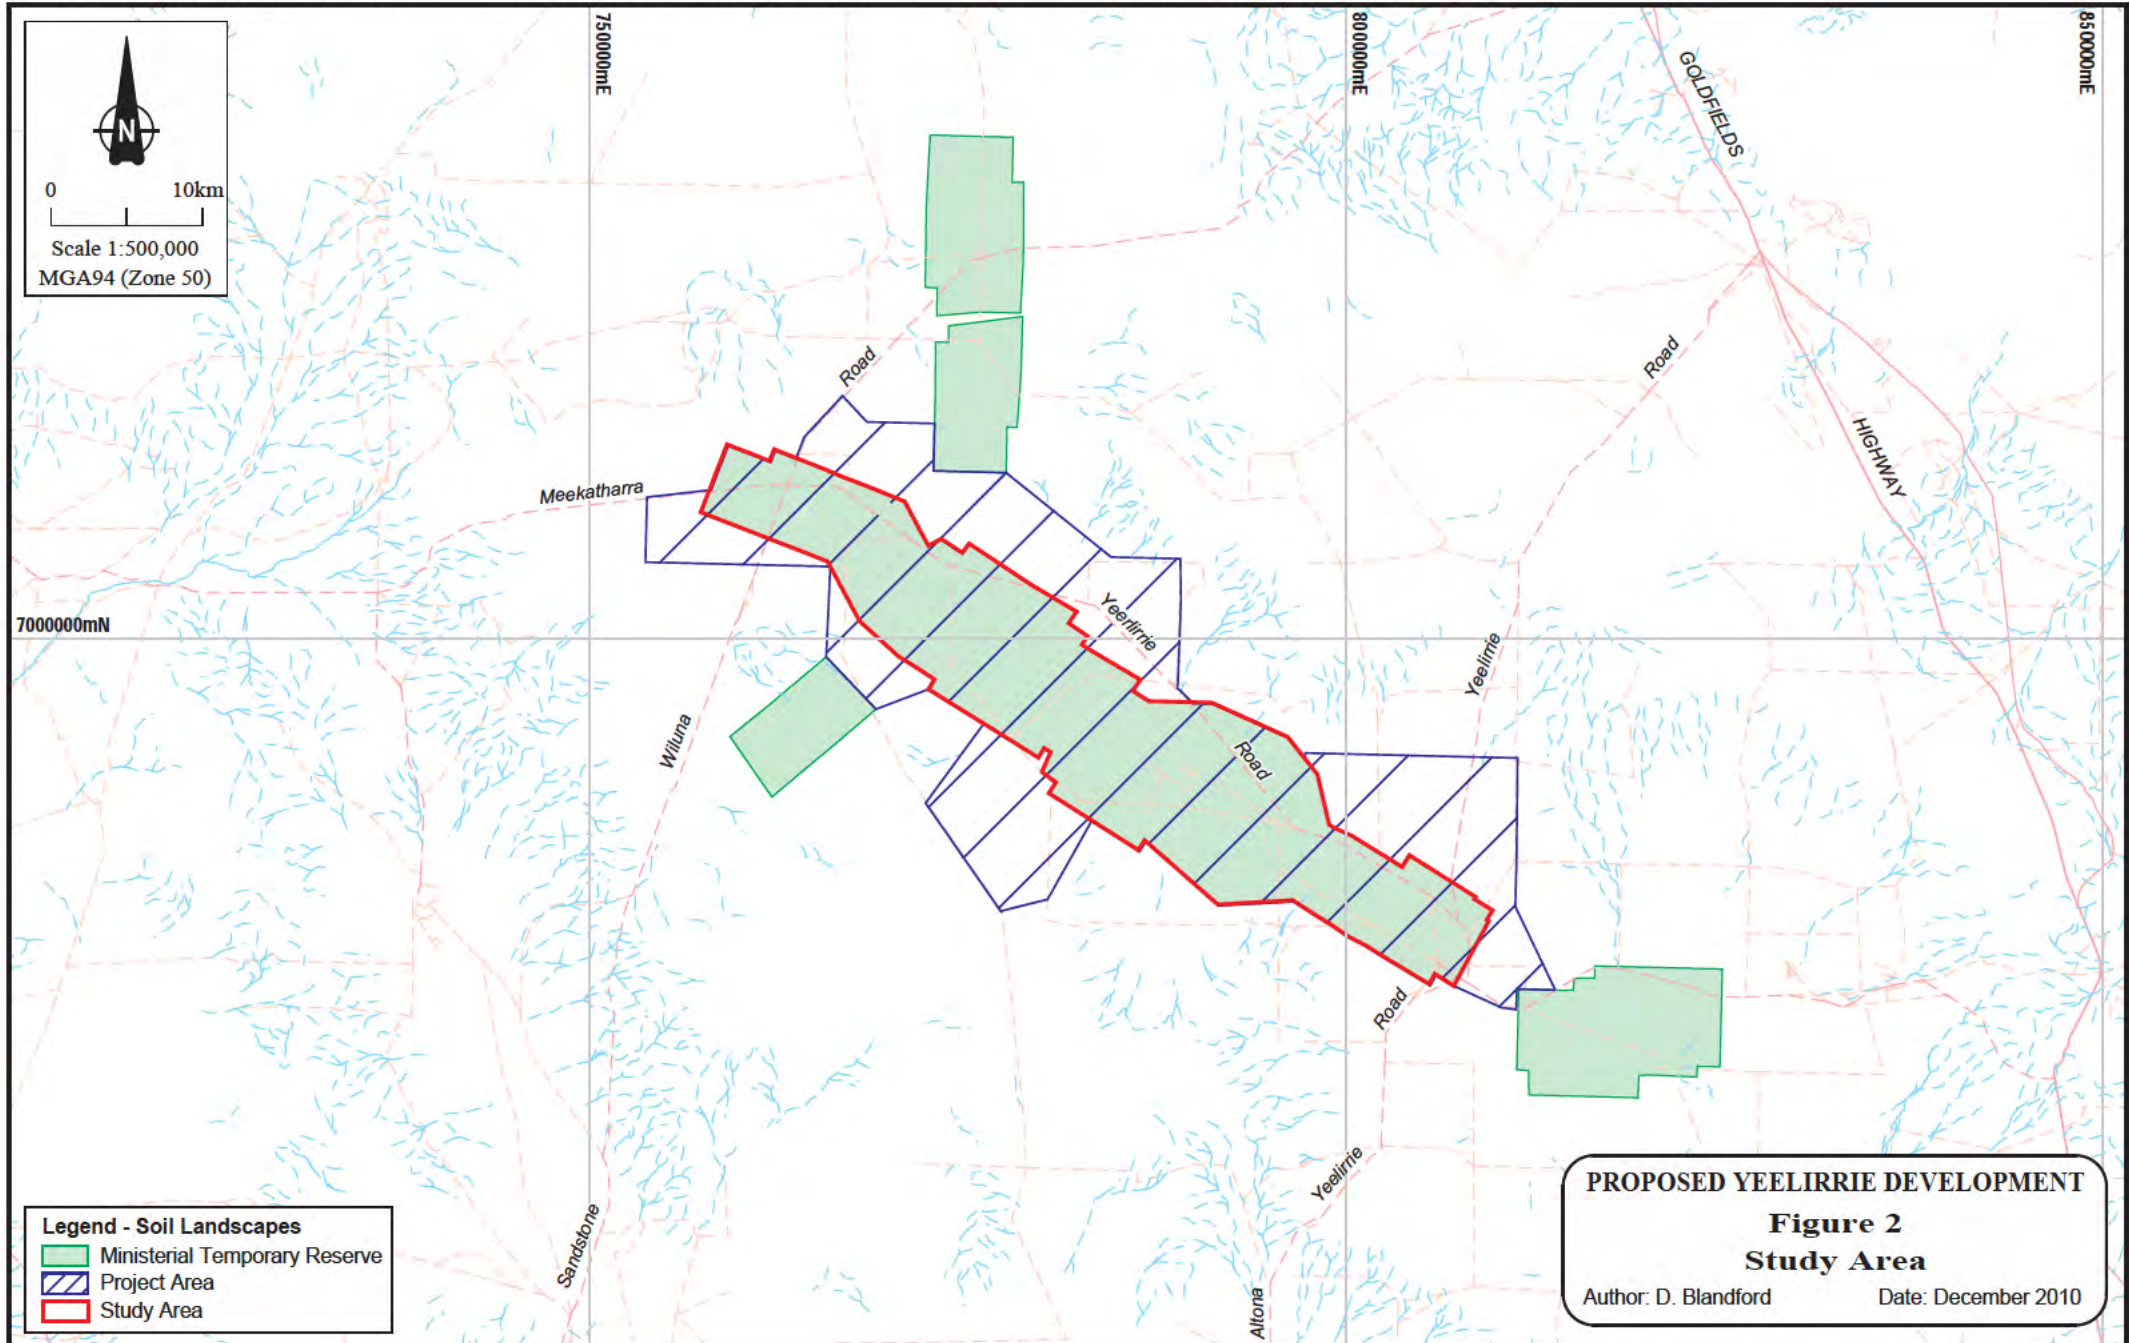 750000mE
800000mE
850000mE
N
0 10km
Scale 1:500,000
MGA94 (Zone 50)
GOLDFIELDS
HIGHWAY
Road
Road
Meekatharra
7000000mN
Yeerlirrie
Road
Yeelirrie
Wiluna
Road
Yeelirrie
Sandstone
Altona
Legend - Soil Landscapes
Ministerial Temporary Reserve
Project Area
Study Area
PROPOSED YEELIRRIE DEVELOPMENT
Figure 2
Study Area
Author: D. Blandford Date: December 2010